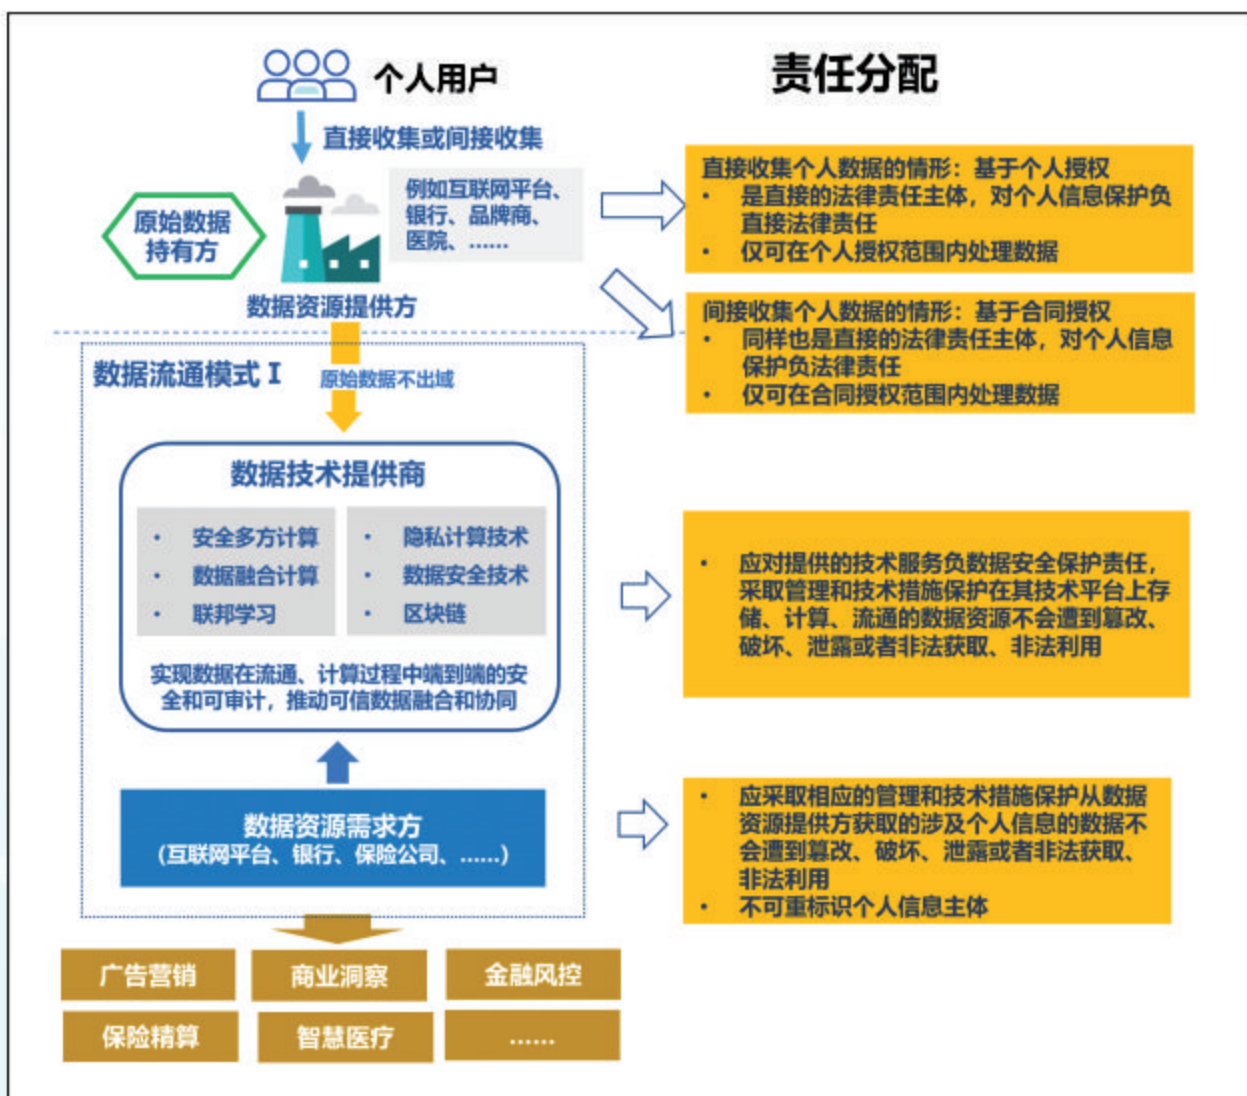 个人用户
责任分配
直接收集或间接收集
原始数据
持有方
例如互联网平台、
银行、品牌商、
医院、……
数据资源提供方
直接收集个人数据的情形：基于个人授权
• 是直接的法律责任主体，对个人信息保护负
直接法律责任
• 仅可在个人授权范围内处理数据
间接收集个人数据的情形：基于合同授权
• 同样也是直接的法律责任主体，对个人信息
保护负法律责任
• 仅可在合同授权范围内处理数据
数据流通模式 I
原始数据不出域
数据技术提供商
• 安全多方计算
• 数据融合计算
• 联邦学习
• 隐私计算技术
• 数据安全技术
• 区块链
实现数据在流通、计算过程中端到端的安
全和可审计，推动可信数据融合和协同
• 应对提供的技术服务负数据安全保护责任，
采取管理和技术措施保护在其技术平台上存
储、计算、流通的数据资源不会遭到篡改、
破坏、泄露或者非法获取、非法利用
数据资源需求方
（互联网平台、银行、保险公司、……）
• 应采取相应的管理和技术措施保护从数据
资源提供方获取的涉及个人信息的数据不
会遭到篡改、破坏、泄露或者非法获取、
非法利用
• 不可重标识个人信息主体
广告营销
商业洞察
金融风控
保险精算
智慧医疗
……